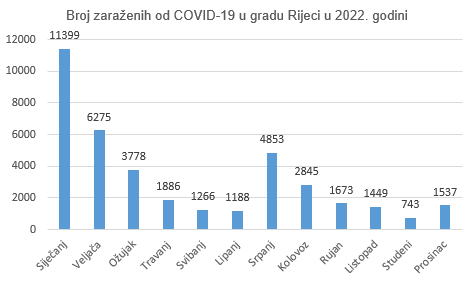 Broj zaraženih od COVID-19 u gradu Rijeci u 2022. godini
12000
10000
8000
6000
4000
2000
0
11399
6275
3778
1886
1266
1188
4853
2845
1673
1449
743
1537
Siječanj
Veljača
Ožujak
Travanj
Svibanj
Lipanj
Srpanj
Kolovoz
Rujan
Listopad
Studeni
Prosinac